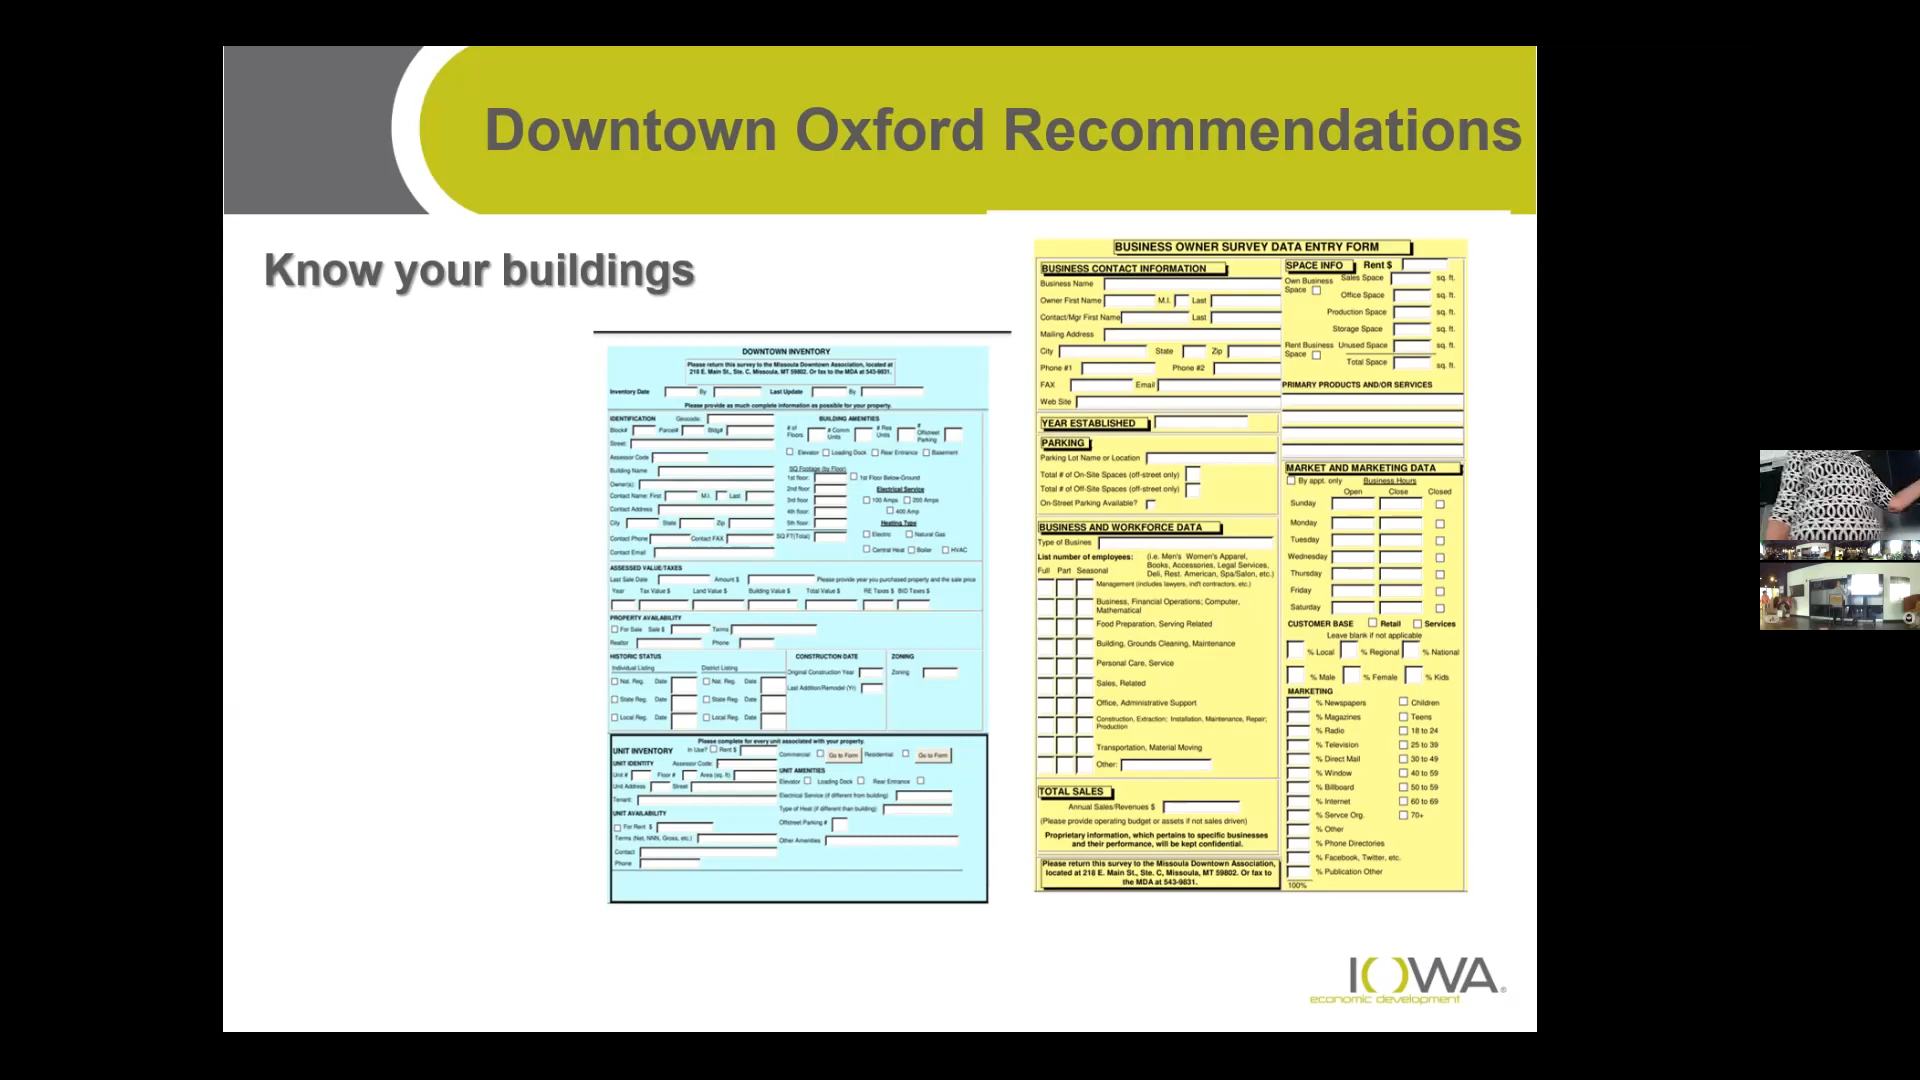 Downtown Oxford Recommendations
Know your buildings
DOWNTOWN INVENTORY
Please return this survey to the Missoula Downtown Association, located at
218 E. Main St., Ste. C, Missoula, MT 59802. Or fax to the MDA at 543-9831.
Inventory Date By Last Update By
Please provide as much complete information as possible for your property.
IDENTIFICATION Geocode:
Block# Parcel# Bldg#
Street:
Assessor Code
Building Name
Owner(s):
Contact Name: First M.I. Last
Contact Address
City State Zip
Contact Phone Contact FAX
Contact Email
BUILDING AMENITIES
# of Floors # Comm Units # Res Units # Offstreet Parking
Elevator Loading Dock Rear Entrance Basement
SQ Footage (by Floor)
1st floor: 1st Floor Below-Ground
2nd floor Electrical Service
3rd floor 100 Amps 200 Amps
4th floor: 400 Amp
5th floor: Heating Type
SQ FT(Total) Electric Natural Gas
Central Heat Boiler HVAC
ASSESSED VALUE/TAXES
Last Sale Date Amount $ Please provide year you purchased property and the sale price
Year Tax Value $ Land Value $ Building Value $ Total Value $ RE Taxes $ BID Taxes $
PROPERTY AVAILABILITY
For Sale Sale $ Terms
Realtor Phone
HISTORIC STATUS CONSTRUCTION DATE ZONING
Individual Listing District Listing Original Construction Year Zoning
Nat. Reg. Date Nat. Reg. Date Last Addition/Remodel (Yr)
State Reg. Date State Reg. Date
Local Reg. Date Local Reg. Date
Please complete for every unit associated with your property.
UNIT INVENTORY In Use? Rent $ Commercial Go to Form Residential Go to Form
UNIT IDENTITY Assessor Code:
Unit # Floor # Area (sq. ft)
Unit Address Street
Tenant:
UNIT AVAILABILITY
For Rent $
Terms (Net, NNN, Gross, etc.)
Contact
Phone
UNIT AMENITIES
Elevator Loading Dock Rear Entrance
Electrical Service (if different from building)
Type of Heat (if different than building)
Offstreet Parking #
Other Amenities
BUSINESS OWNER SURVEY DATA ENTRY FORM
BUSINESS CONTACT INFORMATION
Business Name
Owner First Name M.I. Last
Contact/Mgr First Name Last
Mailing Address
City State Zip
Phone #1 Phone #2
FAX Email
Web Site
YEAR ESTABLISHED
PARKING
Parking Lot Name or Location
Total # of On-Site Spaces (off-street only)
Total # of Off-Site Spaces (off-street only)
On-Street Parking Available?
BUSINESS AND WORKFORCE DATA
Type of Busines
List number of employees: (i.e. Men's Women's Apparel,
Books, Accessories, Legal Services,
Full Part Seasonal Deli, Rest. American, Spa/Salon, etc.)
Management (includes lawyers, ind't contractors, etc.)
Business, Financial Operations; Computer,
Mathematical
Food Preparation, Serving Related
Building, Grounds Cleaning, Maintenance
Personal Care, Service
Sales, Related
Office, Administrative Support
Construction, Extraction; Installation, Maintenance, Repair;
Production
Transportation, Material Moving
Other:
TOTAL SALES
Annual Sales/Revenues $
(Please provide operating budget or assets if not sales driven)
Proprietary information, which pertains to specific businesses
and their performance, will be kept confidential.
Please return this survey to the Missoula Downtown Association,
located at 218 E. Main St., Ste. C, Missoula, MT 59802. Or fax to
the MDA at 543-9831.
SPACE INFO Rent $
Own Business Space Sales Space sq. ft.
Office Space sq. ft.
Production Space sq. ft.
Storage Space sq. ft.
Rent Business Space Unused Space sq. ft.
Total Space sq. ft.
PRIMARY PRODUCTS AND/OR SERVICES
MARKET AND MARKETING DATA
By appt. only Business Hours
Open Close Closed
Sunday
Monday
Tuesday
Wednesday
Thursday
Friday
Saturday
CUSTOMER BASE Retail Services
Leave blank if not applicable
% Local % Regional % National
% Male % Female % Kids
MARKETING
% Newspapers Children
% Magazines Teens
% Radio 18 to 24
% Television 25 to 39
% Direct Mail 30 to 49
% Window 40 to 59
% Billboard 50 to 59
% Internet 60 to 69
% Servce Org. 70+
% Other
% Phone Directories
% Facebook, Twitter, etc.
% Publication Other
100%
IOWA®
economic development